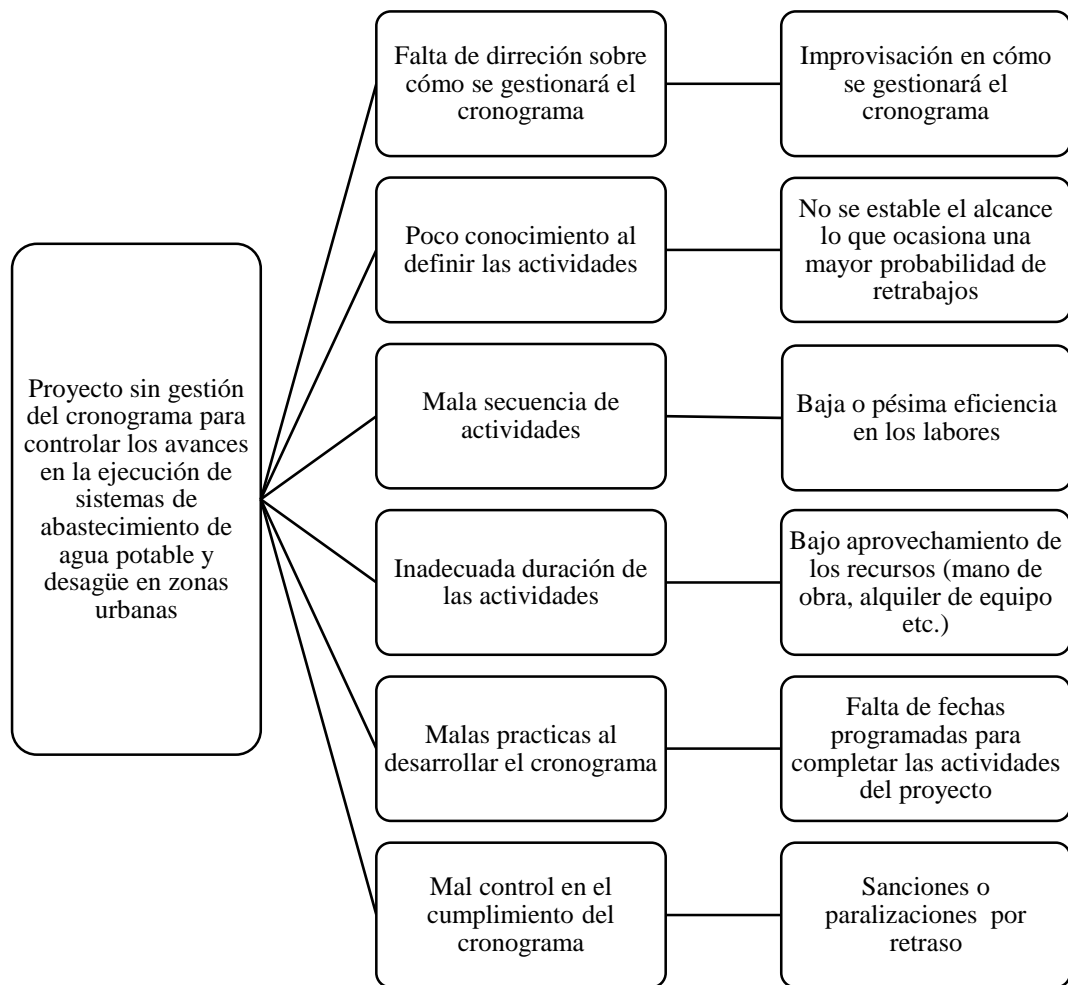 Proyecto sin gestión
del cronograma para
controlar los avances
en la ejecución de
sistemas de
abastecimiento de
agua potable y
desagüe en zonas
urbanas
Falta de dirreción sobre
cómo se gestionará el
cronograma
Improvisación en cómo
se gestionará el
cronograma
Poco conocimiento al
definir las actividades
No se estable el alcance
lo que ocasiona una
mayor probabilidad de
retrabajos
Mala secuencia de
actividades
Baja o pésima eficiencia
en los labores
Inadecuada duración de
las actividades
Bajo aprovechamiento de
los recursos (mano de
obra, alquiler de equipo
etc.)
Malas practicas al
desarrollar el cronograma
Falta de fechas
programadas para
completar las actividades
del proyecto
Mal control en el
cumplimiento del
cronograma
Sanciones o
paralizaciones  por
retraso